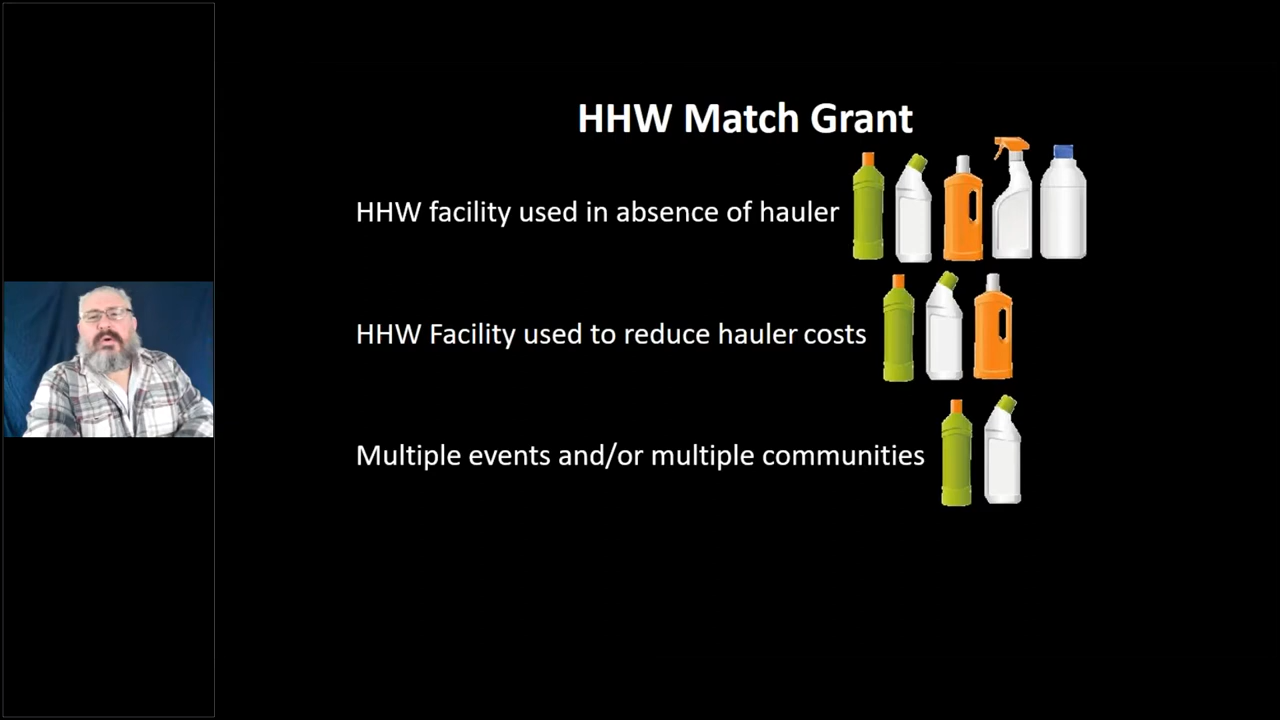 HHW Match Grant
HHW facility used in absence of hauler
HHW Facility used to reduce hauler costs
Multiple events and/or multiple communities